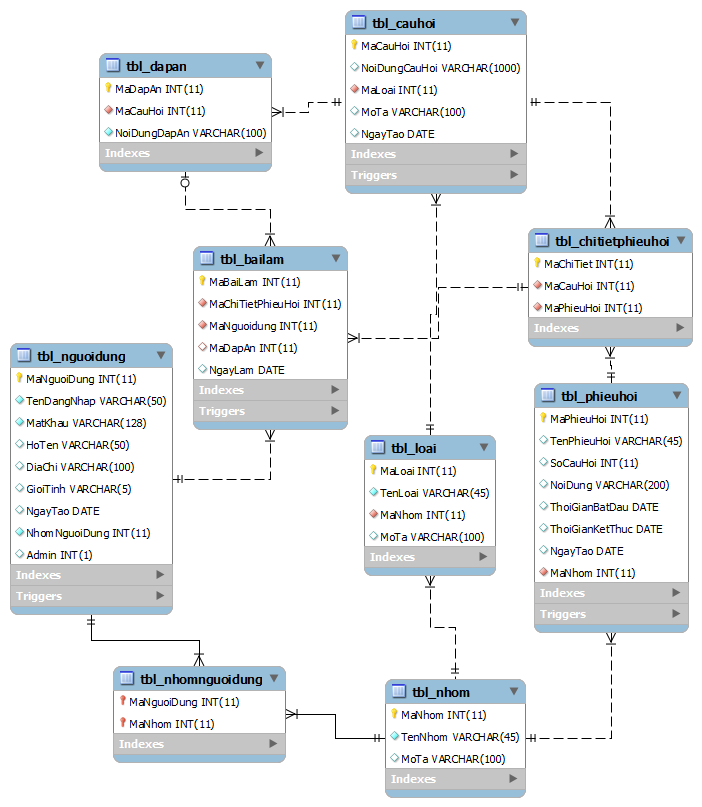 tbl_cauhoi
MaCauHoi INT(11)
NoiDungCauHoi VARCHAR(1000)
MaLoai INT(11)
MoTa VARCHAR(100)
NgayTao DATE
Indexes
Triggers
tbl_dapan
MaDapAn INT(11)
MaCauHoi INT(11)
NoiDungDapAn VARCHAR(100)
Indexes
tbl_chitietphieuhoi
MaChiTiet INT(11)
MaCauHoi INT(11)
MaPhieuHoi INT(11)
Indexes
tbl_bailam
MaBaiLam INT(11)
MaChiTietPhieuHoi INT(11)
MaNguoidung INT(11)
MaDapAn INT(11)
NgayLam DATE
Indexes
Triggers
tbl_nguoidung
MaNguoiDung INT(11)
TenDangNhap VARCHAR(50)
MatKhau VARCHAR(128)
HoTen VARCHAR(50)
DiaChi VARCHAR(100)
GioiTinh VARCHAR(5)
NgayTao DATE
NhomNguoiDung INT(11)
Admin INT(1)
Indexes
Triggers
tbl_phieuhoi
MaPhieuHoi INT(11)
TenPhieuHoi VARCHAR(45)
SoCauHoi INT(11)
NoiDung VARCHAR(200)
ThoiGianBatDau DATE
ThoiGianKetThuc DATE
NgayTao DATE
MaNhom INT(11)
Indexes
Triggers
tbl_loai
MaLoai INT(11)
TenLoai VARCHAR(45)
MaNhom INT(11)
MoTa VARCHAR(100)
Indexes
tbl_nhomnguoidung
MaNguoiDung INT(11)
MaNhom INT(11)
Indexes
tbl_nhom
MaNhom INT(11)
TenNhom VARCHAR(45)
MoTa VARCHAR(100)
Indexes